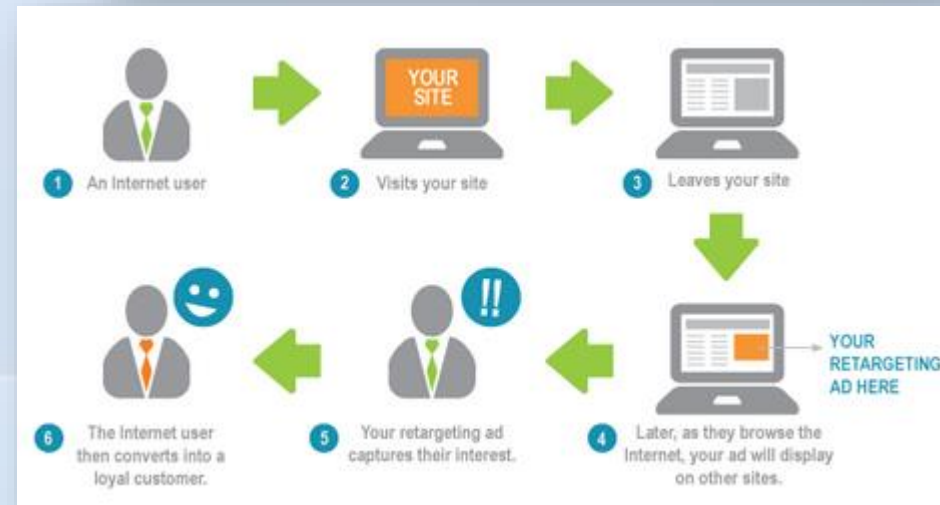 YOUR
SITE
1 An Internet user
2 Visits your site
3 Leaves your site
YOUR
RETARGETING
AD HERE
4 Later, as they browse the
Internet, your ad will display
on other sites.
!!
5 Your retargeting ad
captures their interest.
6 The Internet user
then converts into a
loyal customer.